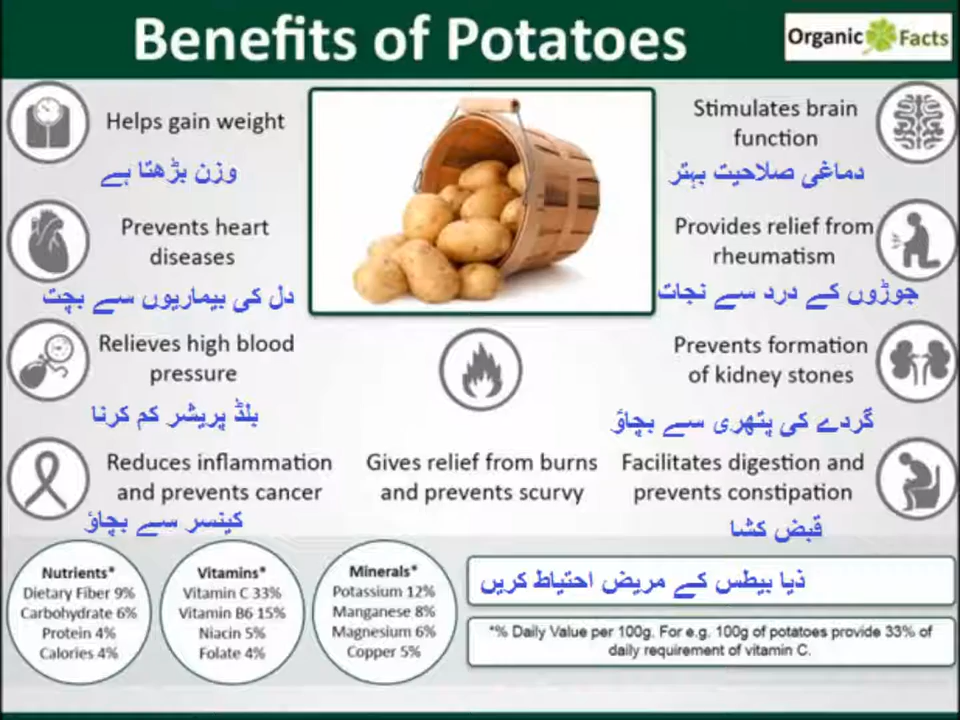 Benefits of Potatoes
Organic Facts
Helps gain weight
وزن بڑھتا ہے
Prevents heart
diseases
دل کی بیماریوں سے بچت
Relieves high blood
pressure
بلڈ پریشر کم کرنا
Reduces inflammation
and prevents cancer
کینسر سے بچاؤ
Gives relief from burns
and prevents scurvy
Stimulates brain
function
دماغی صلاحیت بہتر
Provides relief from
rheumatism
جوڑوں کے درد سے نجات
Prevents formation
of kidney stones
گردے کی پتھری سے بچاؤ
Facilitates digestion and
prevents constipation
قبض کشا
Nutrients*
Dietary Fiber 9%
Carbohydrate 6%
Protein 4%
Calories 4%
Vitamins*
Vitamin C 33%
Vitamin B6 15%
Niacin 5%
Folate 4%
Minerals*
Potassium 12%
Manganese 8%
Magnesium 6%
Copper 5%
ذیا بیطس کے مریض احتیاط کریں
*% Daily Value per 100g. For e.g. 100g of potatoes provide 33% of
daily requirement of vitamin C.